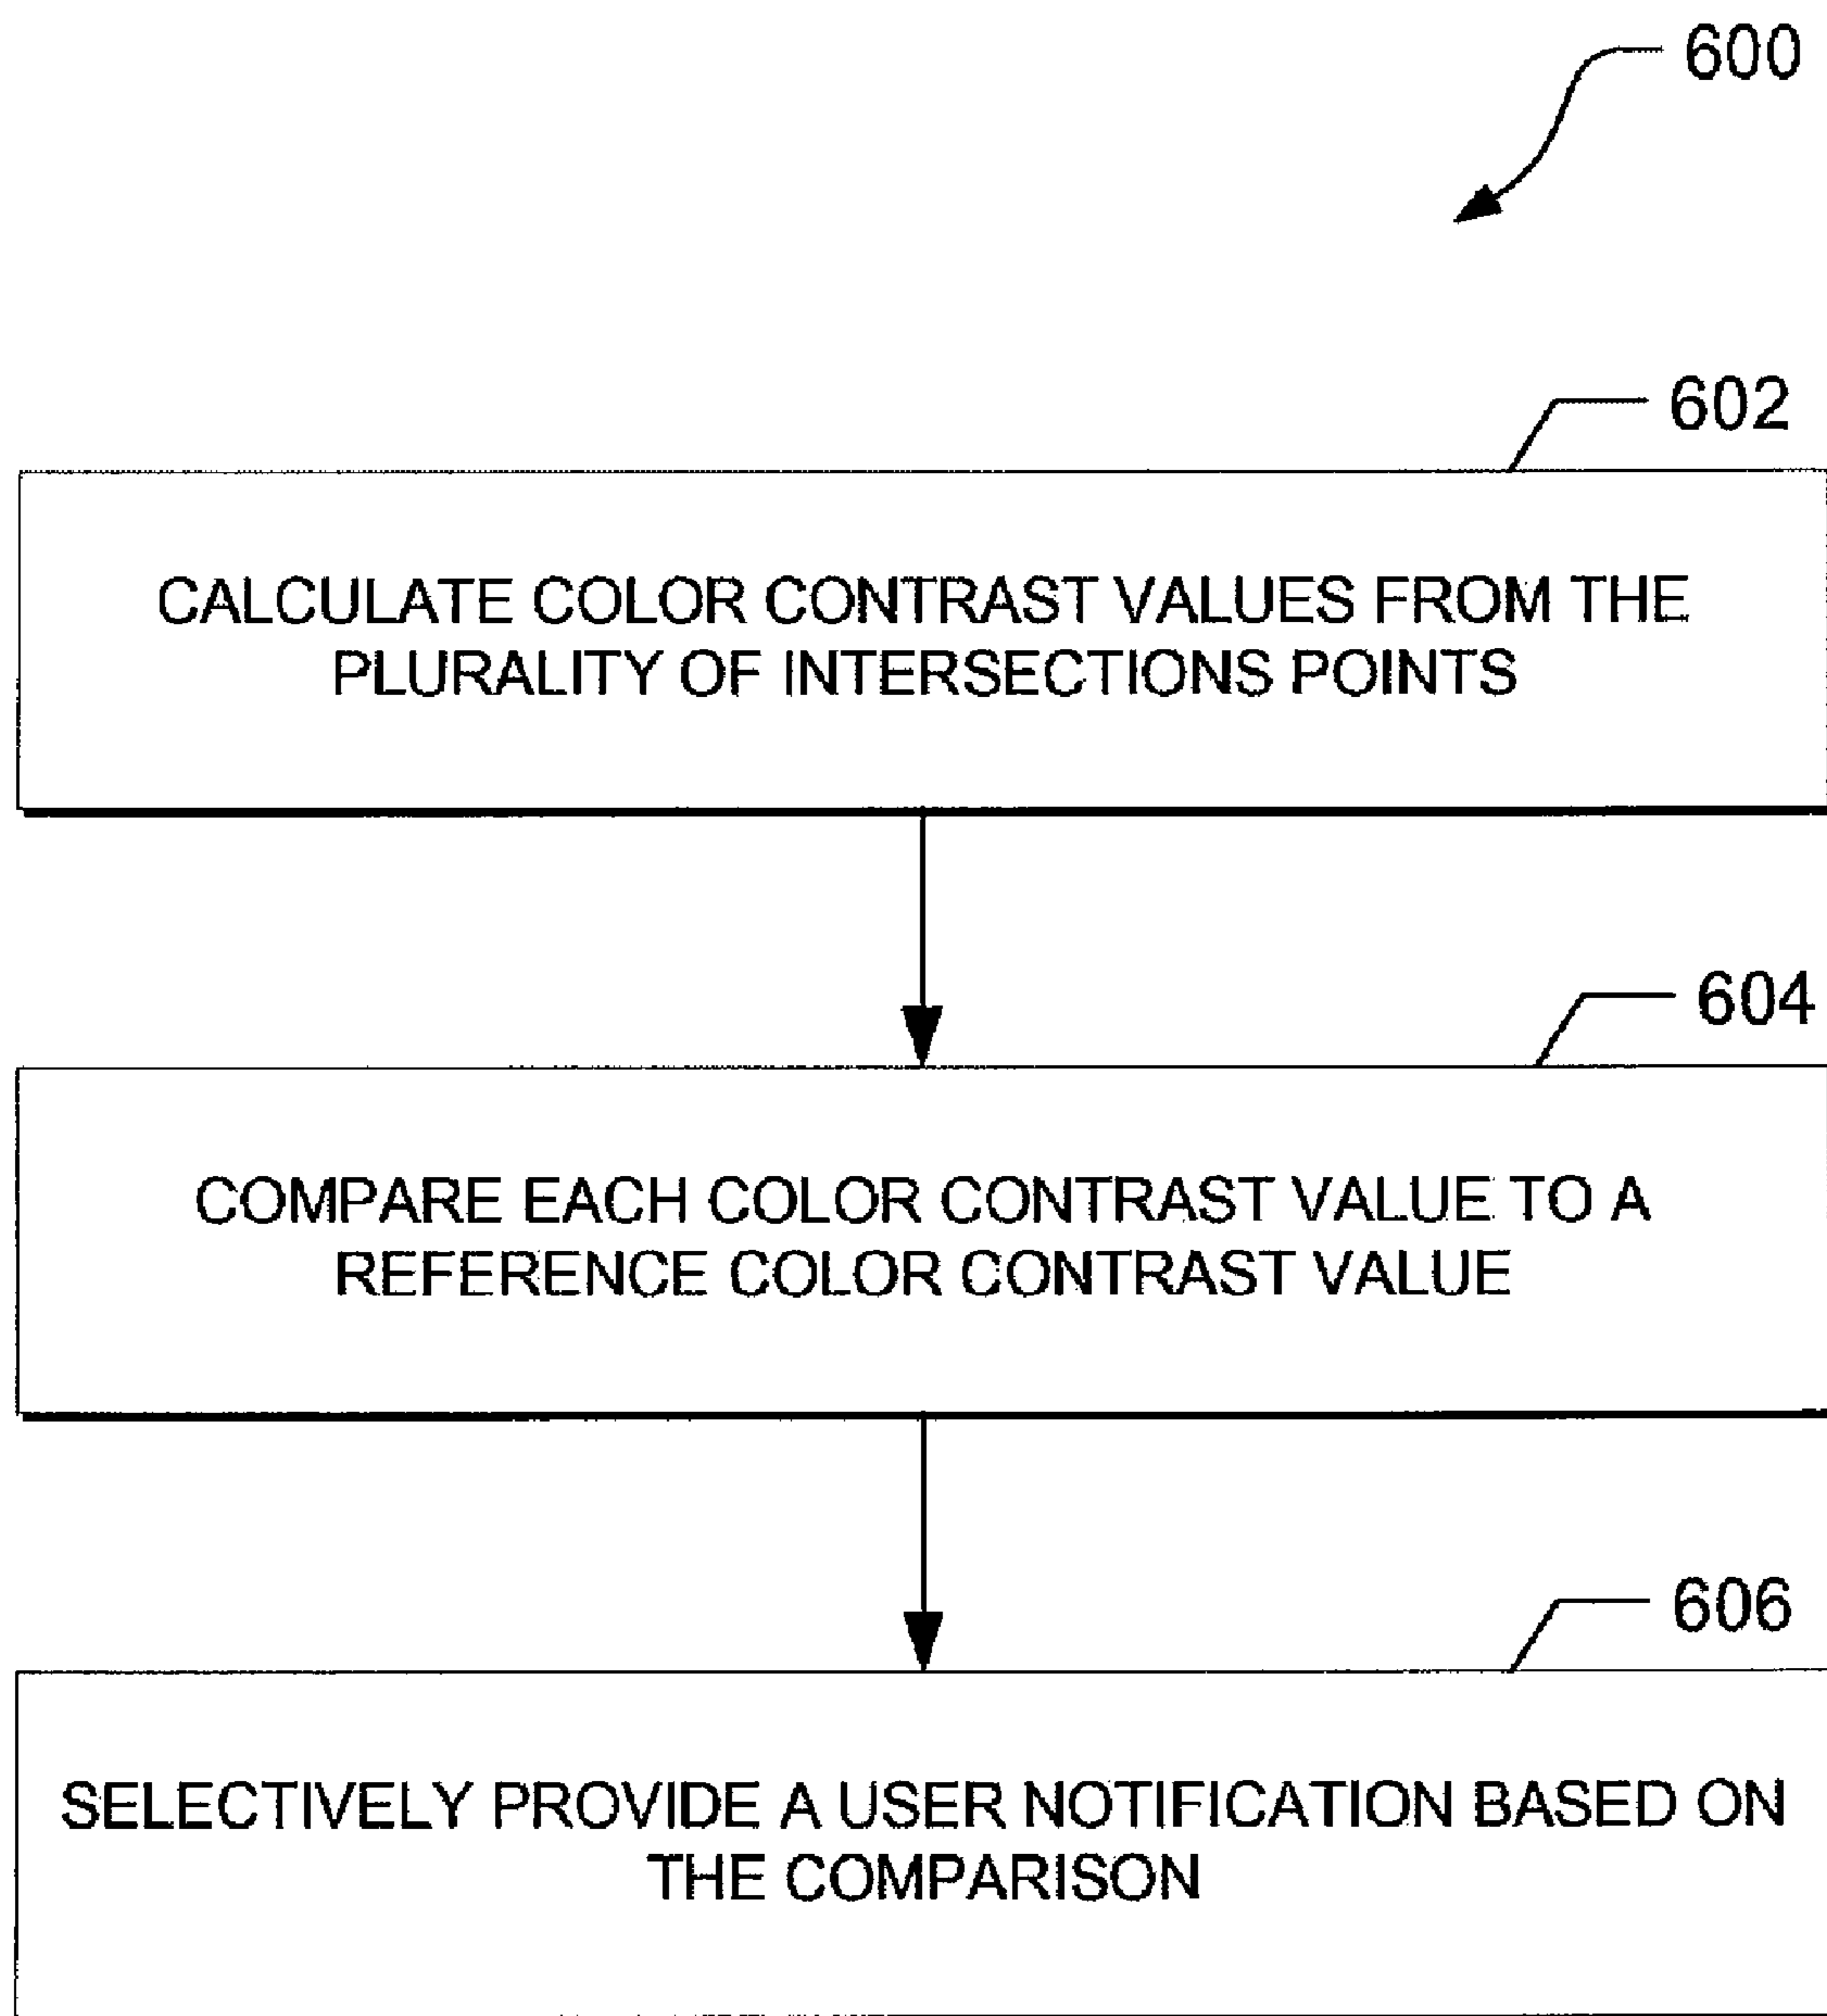 600
602
CALCULATE COLOR CONTRAST VALUES FROM THE
PLURALITY OF INTERSECTIONS POINTS
604
COMPARE EACH COLOR CONTRAST VALUE TO A
REFERENCE COLOR CONTRAST VALUE
606
SELECTIVELY PROVIDE A USER NOTIFICATION BASED ON
THE COMPARISON